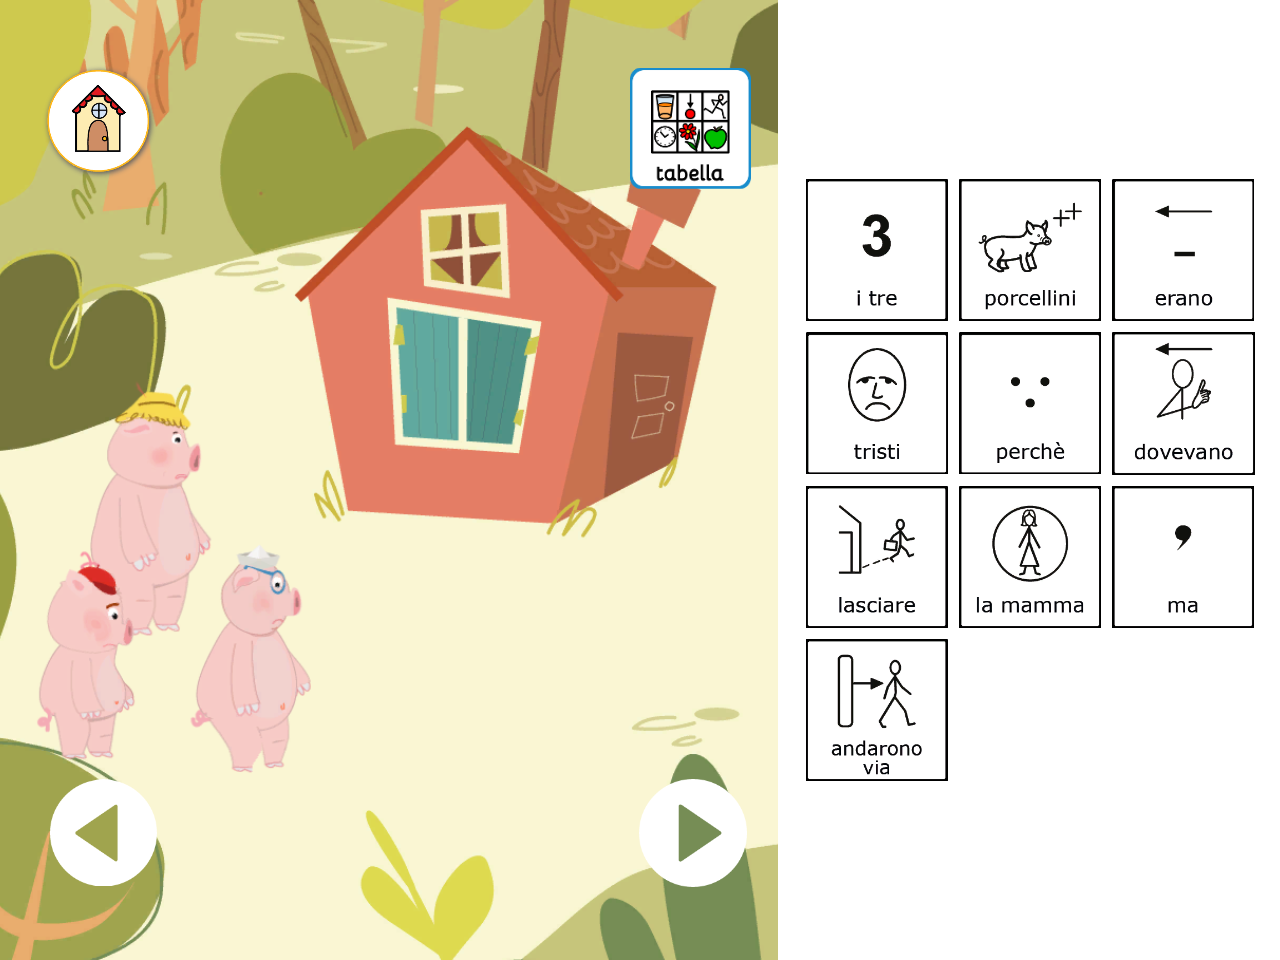 tabella
3
i tre
porcellini
erano
tristi
perchè
dovevano
lasciare
la mamma
,
ma
andarono
via